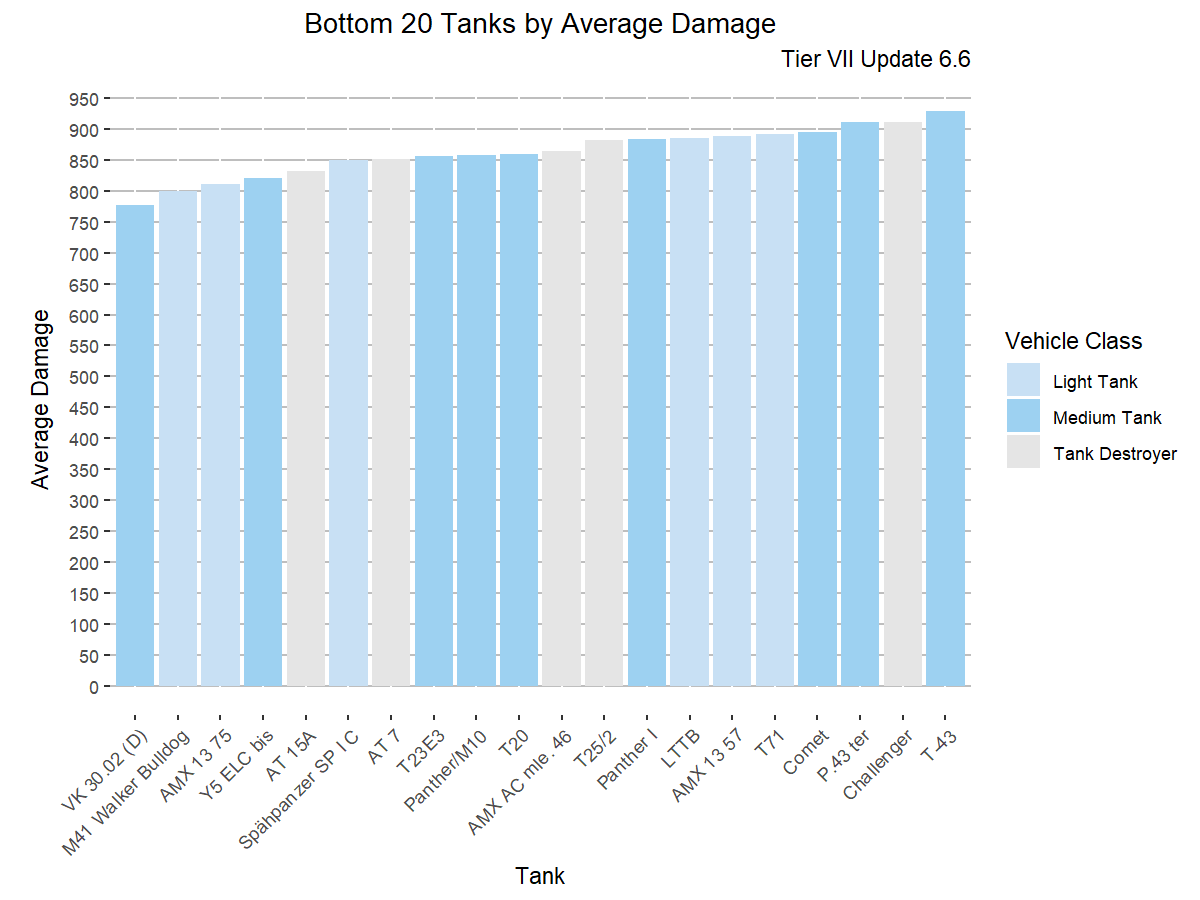 Bottom 20 Tanks by Average Damage
Tier VII Update 6.6
Average Damage
950
900
850
800
750
700
650
600
550
500
450
400
350
300
250
200
150
100
50
0
VK 30.02 (D)
M41 Walker Bulldog
AMX 13 75
Y5 ELC bis
AT 15A
Spähpanzer SP I C
AT 7
T23E3
Panther/M10
T20
AMX AC mle. 46
T25/2
Panther I
LTTB
AMX 13 57
T71
Comet
P.43 ter
Challenger
T-43
Tank
Vehicle Class
Light Tank
Medium Tank
Tank Destroyer